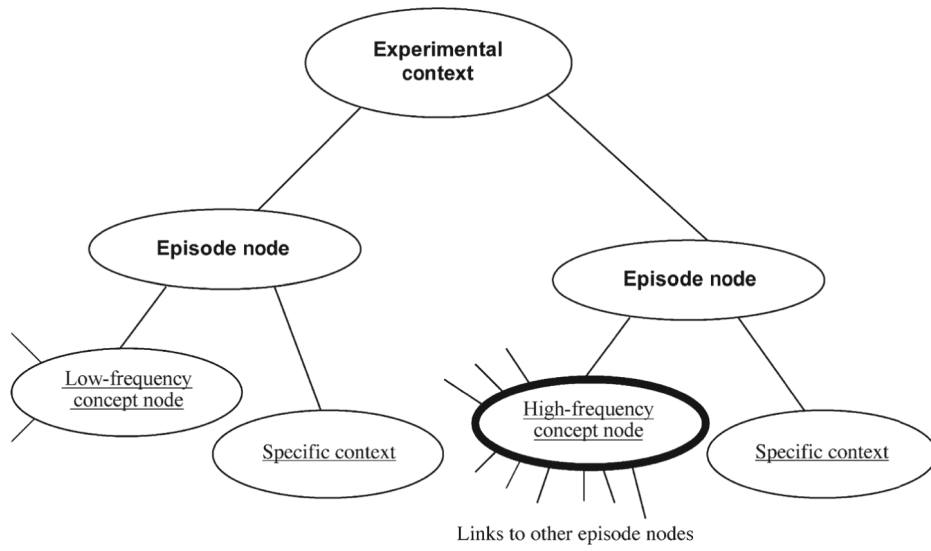 Experimental
context
Episode node
Episode node
Low-frequency
concept node
High-frequency
concept node
Specific context
Specific context
Links to other episode nodes